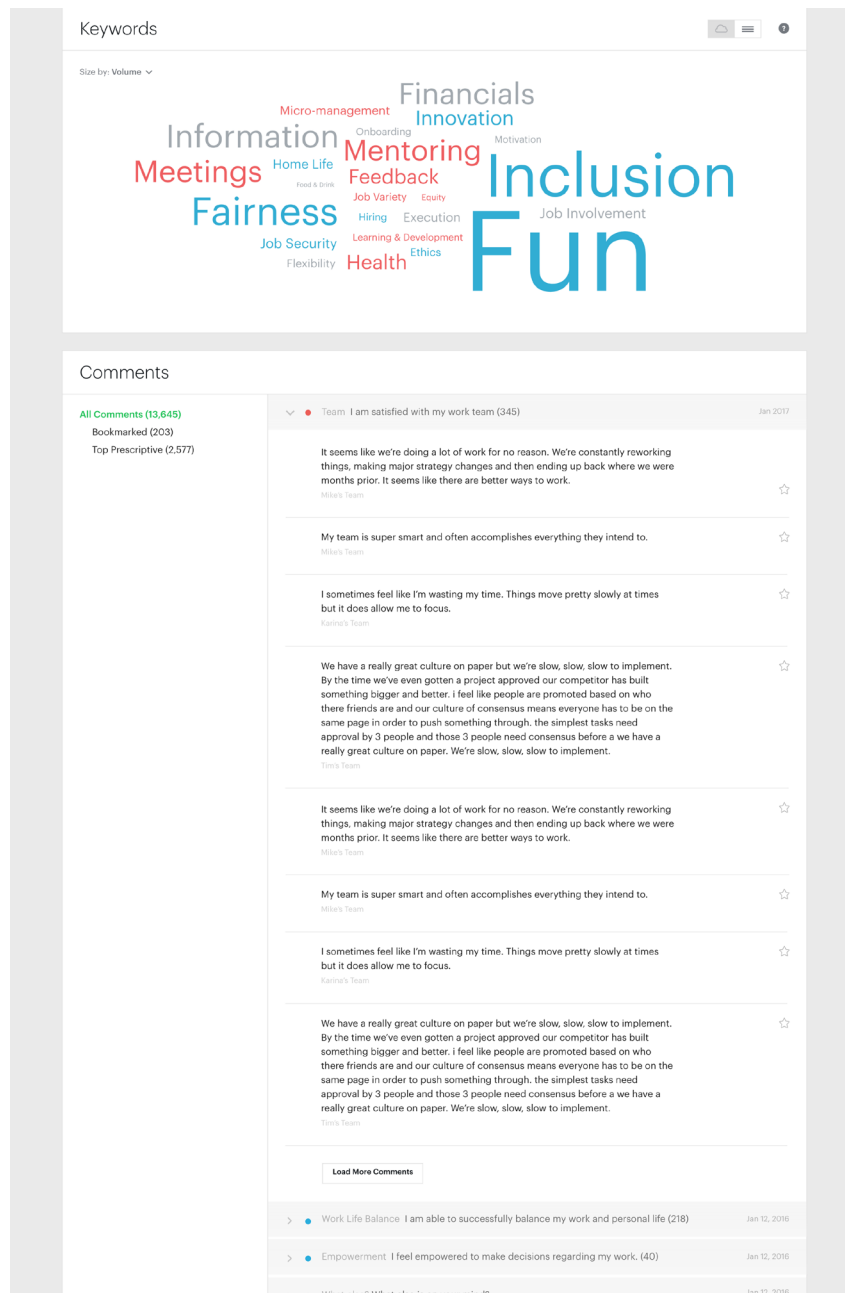 Keywords
?
Size by: Volume
Financials
Micro-management
Innovation
Information
Onboarding
Motivation
Mentoring
Meetings
Home Life
Feedback
Inclusion
Food & Drink
Job Variety
Equity
Fairness
Hiring
Execution
Job Involvement
Fun
Job Security
Learning & Development
Ethics
Flexibility
Health
Comments
All Comments (13,645)
Bookmarked (203)
Top Prescriptive (2,577)
Team I am satisfied with my work team (345)
Jan 2017
It seems like we're doing a lot of work for no reason. We're constantly reworking
things, making major strategy changes and then ending up back where we were
months prior. It seems like there are better ways to work.
Mike's Team
My team is super smart and often accomplishes everything they intend to.
Mike's Team
I sometimes feel like I'm wasting my time. Things move pretty slowly at times
but it does allow me to focus.
Karina's Team
We have a really great culture on paper but we're slow, slow, slow to implement.
By the time we've even gotten a project approved our competitor has built
something bigger and better. i feel like people are promoted based on who
there friends are and our culture of consensus means everyone has to be on the
same page in order to push something through. the simplest tasks need
approval by 3 people and those 3 people need consensus before a we have a
really great culture on paper. We're slow, slow, slow to implement.
Tim's Team
It seems like we're doing a lot of work for no reason. We're constantly reworking
things, making major strategy changes and then ending up back where we were
months prior. It seems like there are better ways to work.
Mike's Team
My team is super smart and often accomplishes everything they intend to.
Mike's Team
I sometimes feel like I'm wasting my time. Things move pretty slowly at times
but it does allow me to focus.
Karina's Team
We have a really great culture on paper but we're slow, slow, slow to implement.
By the time we've even gotten a project approved our competitor has built
something bigger and better. i feel like people are promoted based on who
there friends are and our culture of consensus means everyone has to be on the
same page in order to push something through. the simplest tasks need
approval by 3 people and those 3 people need consensus before a we have a
really great culture on paper. We're slow, slow, slow to implement.
Tim's Team
Load More Comments
Work Life Balance I am able to successfully balance my work and personal life (218)
Jan 12, 2016
Empowerment I feel empowered to make decisions regarding my work. (40)
Jan 12, 2016
Jan 12, 2016